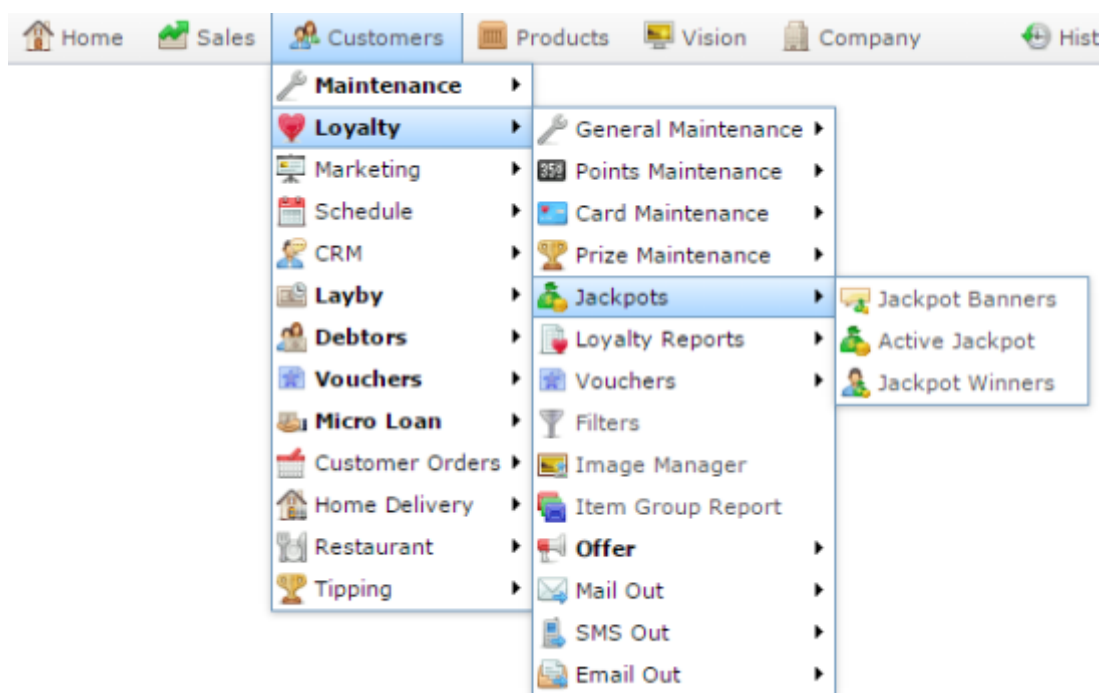 Home Sales Customers Products Vision Company Hist
Maintenance
Loyalty
Marketing
Schedule
CRM
Layby
Debtors
Vouchers
Micro Loan
Customer Orders
Home Delivery
Restaurant
Tipping
General Maintenance
358 Points Maintenance
Card Maintenance
Prize Maintenance
Jackpots
Loyalty Reports
Vouchers
Filters
Image Manager
Item Group Report
Offer
Mail Out
SMS Out
Email Out
Jackpot Banners
Active Jackpot
Jackpot Winners